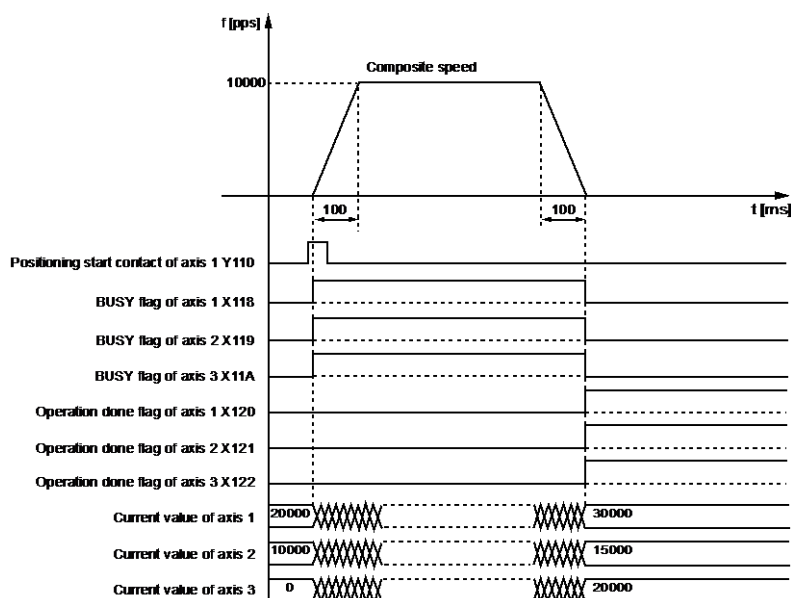 f [pps]
Composite speed
10000
100
100
t [ms]
Positioning start contact of axis 1 Y110
BUSY flag of axis 1 X118
BUSY flag of axis 2 X119
BUSY flag of axis 3 X11A
Operation done flag of axis 1 X120
Operation done flag of axis 2 X121
Operation done flag of axis 3 X122
Current value of axis 1 20000 30000
Current value of axis 2 10000 15000
Current value of axis 3 0 20000